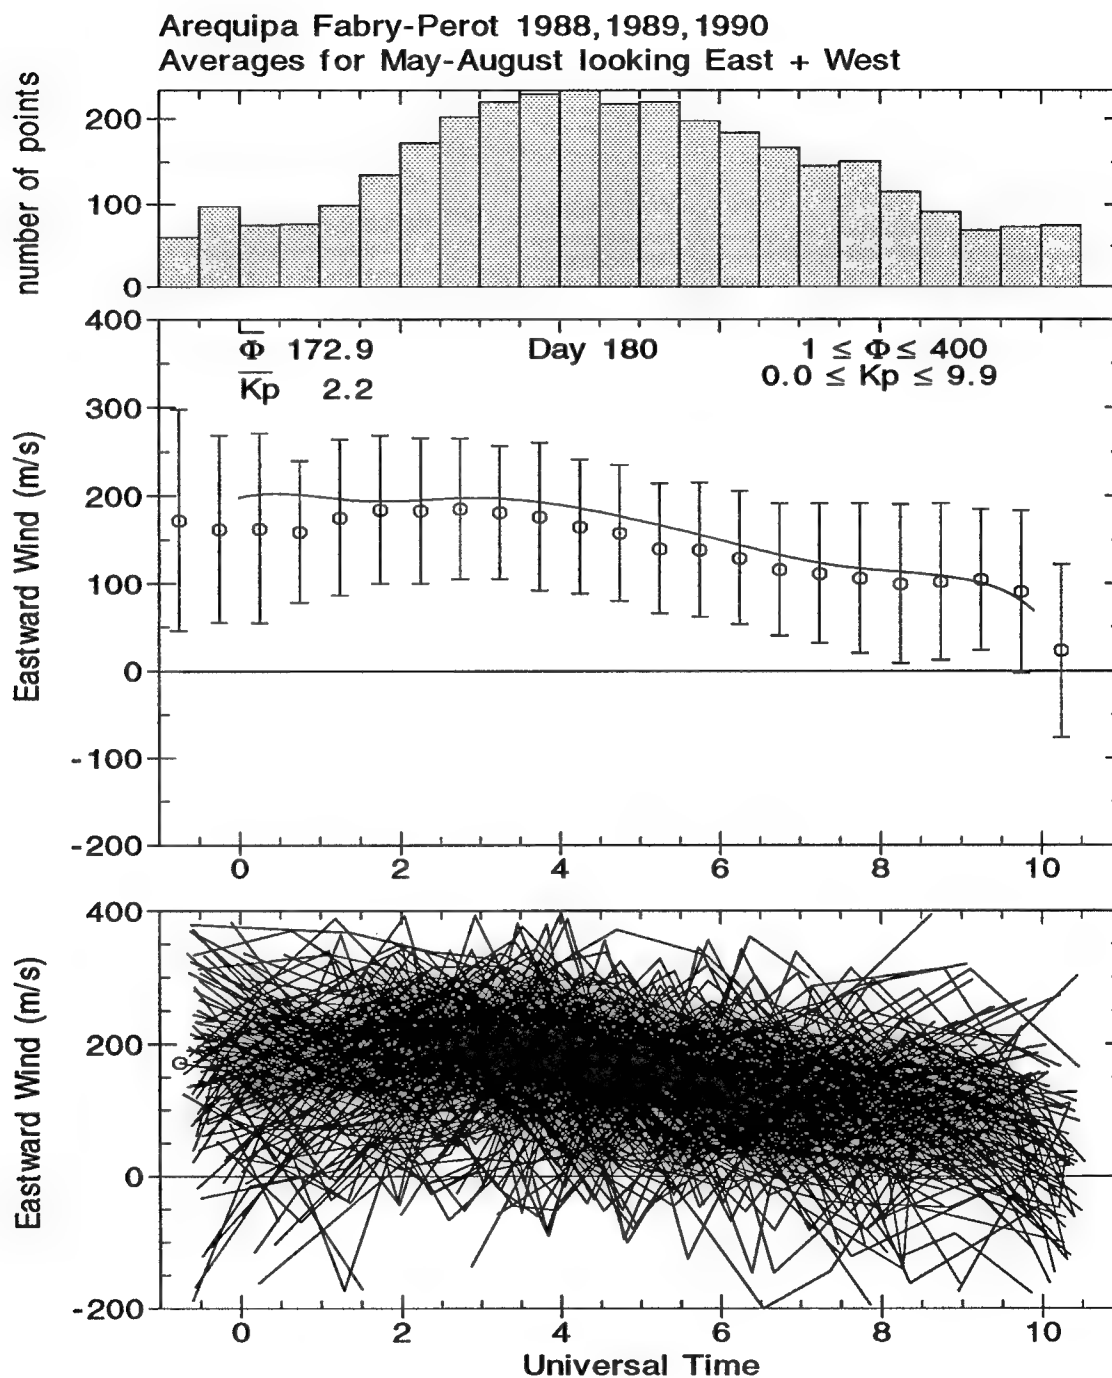 Arequipa Fabry-Perot 1988,1989,1990
Averages for May-August looking East + West
number of points
200
100
0
Eastward Wind (m/s)
400
300
200
100
0
-100
-200
Φ 172.9 Day 180 1 ≤ Φ ≤ 400
Kp 2.2 0.0 ≤ Kp ≤ 9.9
0 2 4 6 8 10
Eastward Wind (m/s)
400
200
0
-200
0 2 4 6 8 10
Universal Time